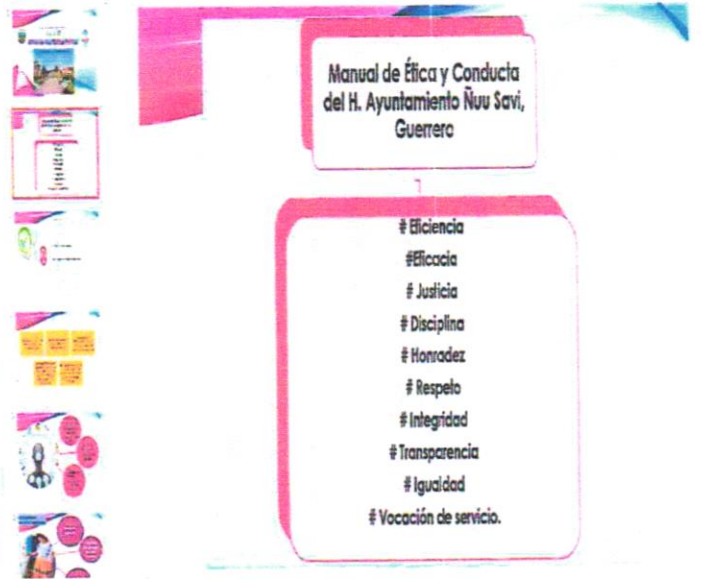 Manual de Ética y Conducta
del H. Ayuntamiento Ñuu Savi,
Guerrero
# Eficiencia
#Eficacia
# Justicia
# Disciplina
# Honradez
# Respeto
# Integridad
# Transparencia
# Igualdad
# Vocación de servicio.